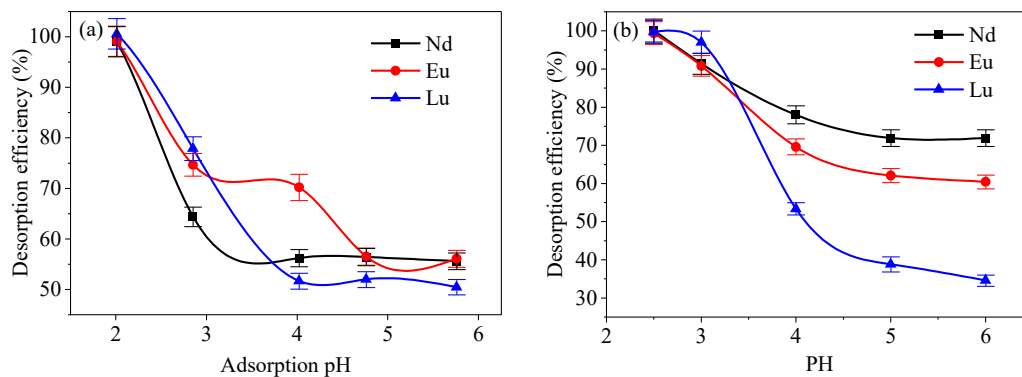 (a)
Nd
Eu
Lu
100
90
80
70
60
50
2
3
4
5
6
Desorption efficiency (%)
Adsorption pH
(b)
Nd
Eu
Lu
100
90
80
70
60
50
40
30
2
3
4
5
6
Desorption efficiency (%)
PH